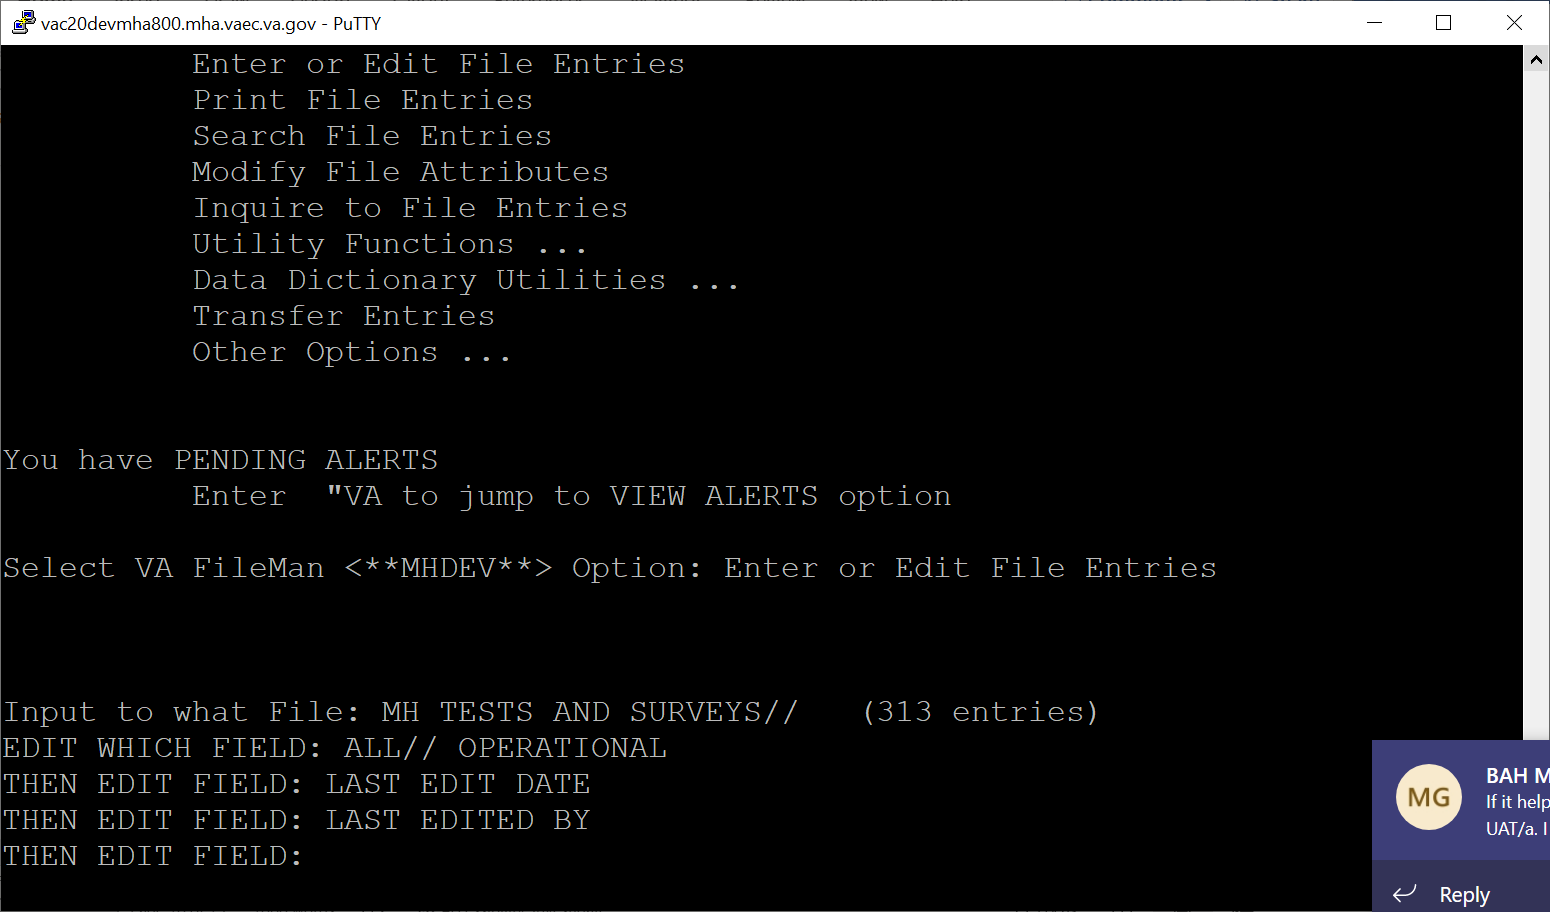 vac20devmha800.mha.vaec.va.gov - PuTTY
Enter or Edit File Entries
Print File Entries
Search File Entries
Modify File Attributes
Inquire to File Entries
Utility Functions ...
Data Dictionary Utilities ...
Transfer Entries
Other Options ...
You have PENDING ALERTS
Enter  "VA to jump to VIEW ALERTS option
Select VA FileMan <**MHDEV**> Option: Enter or Edit File Entries
Input to what File: MH TESTS AND SURVEYS//   (313 entries)
EDIT WHICH FIELD: ALL// OPERATIONAL
THEN EDIT FIELD: LAST EDIT DATE
THEN EDIT FIELD: LAST EDITED BY
THEN EDIT FIELD:
MG
BAH M
If it help
UAT/a. I
Reply